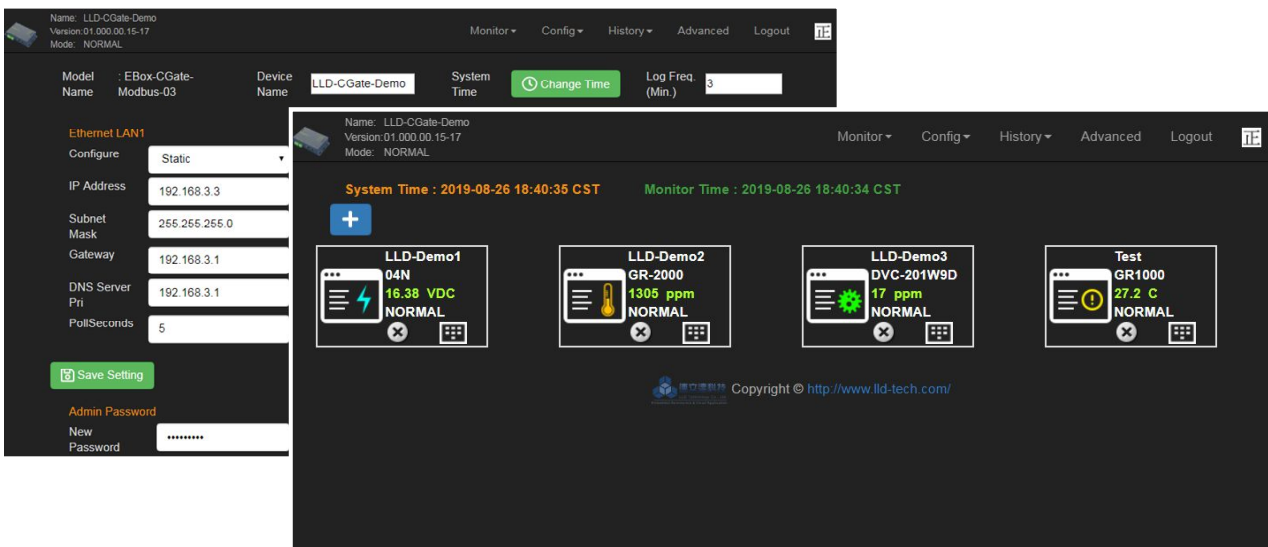 Name: LLD-CGate-Demo
Version:01.000.00.15-17
Mode: NORMAL
Monitor Config History Advanced Logout 正
Model Name : EBox-CGate-Modbus-03
Device Name LLD-CGate-Demo
System Time Change Time
Log Freq. (Min.) 3
Ethernet LAN1
Configure Static
IP Address 192.168.3.3
Subnet Mask 255.255.255.0
Gateway 192.168.3.1
DNS Server Pri 192.168.3.1
PollSeconds 5
Save Setting
Admin Password
New Password •••••••••
Name: LLD-CGate-Demo
Version:01.000.00.15-17
Mode: NORMAL
Monitor Config History Advanced Logout 正
System Time : 2019-08-26 18:40:35 CST Monitor Time : 2019-08-26 18:40:34 CST
LLD-Demo1
04N
16.38 VDC
NORMAL
LLD-Demo2
GR-2000
1305 ppm
NORMAL
LLD-Demo3
DVC-201W9D
17 ppm
NORMAL
Test
GR1000
27.2 C
NORMAL
Copyright © http://www.lld-tech.com/